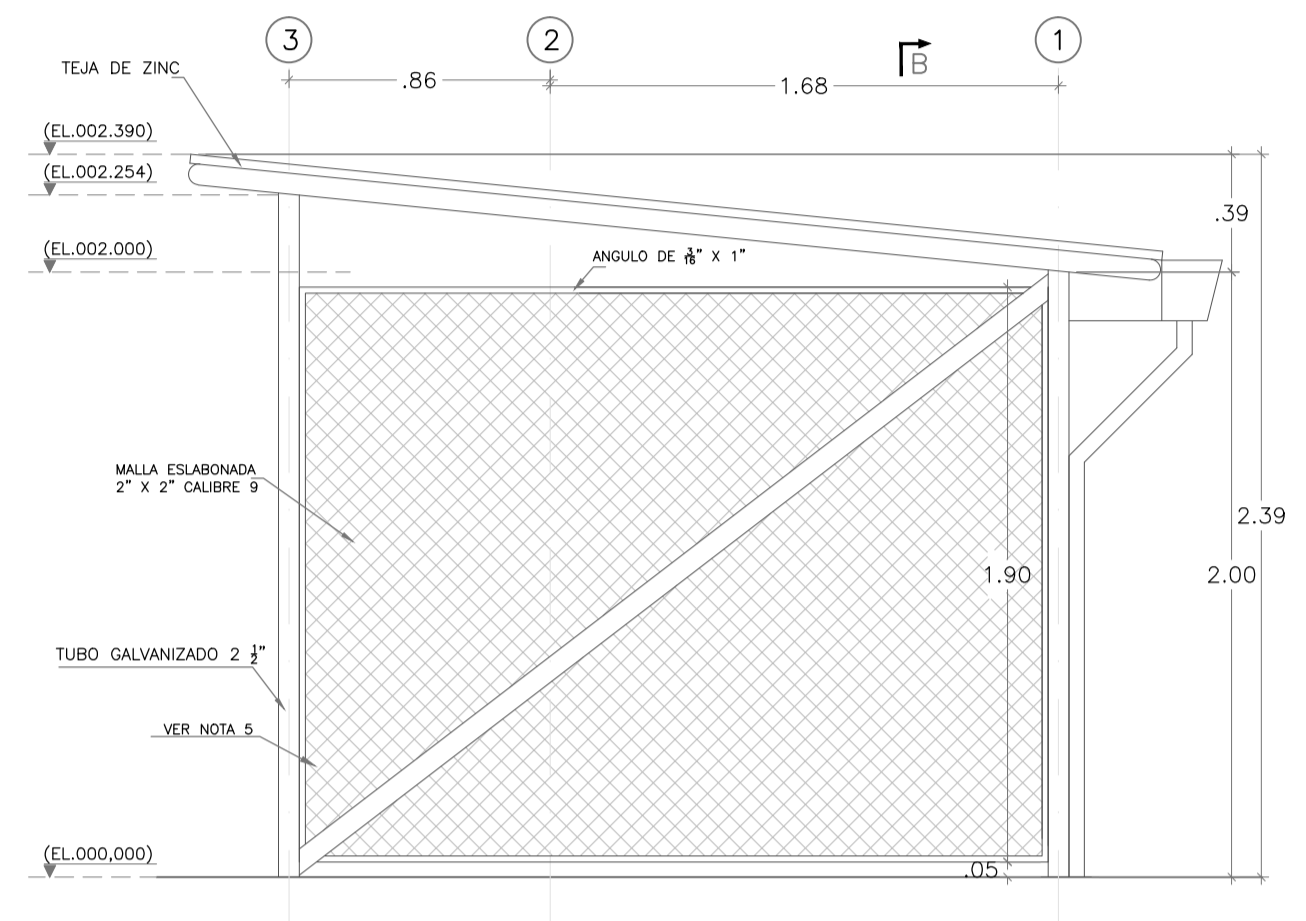 3
2
1
B
.86
1.68
TEJA DE ZINC
(EL.002.390)
(EL.002.254)
.39
(EL.002.000)
ANGULO DE 3/16” X 1”
MALLA ESLABONADA
2” X 2” CALIBRE 9
2.39
1.90
2.00
TUBO GALVANIZADO 2 1/2”
VER NOTA 5
(EL.000,000)
.05